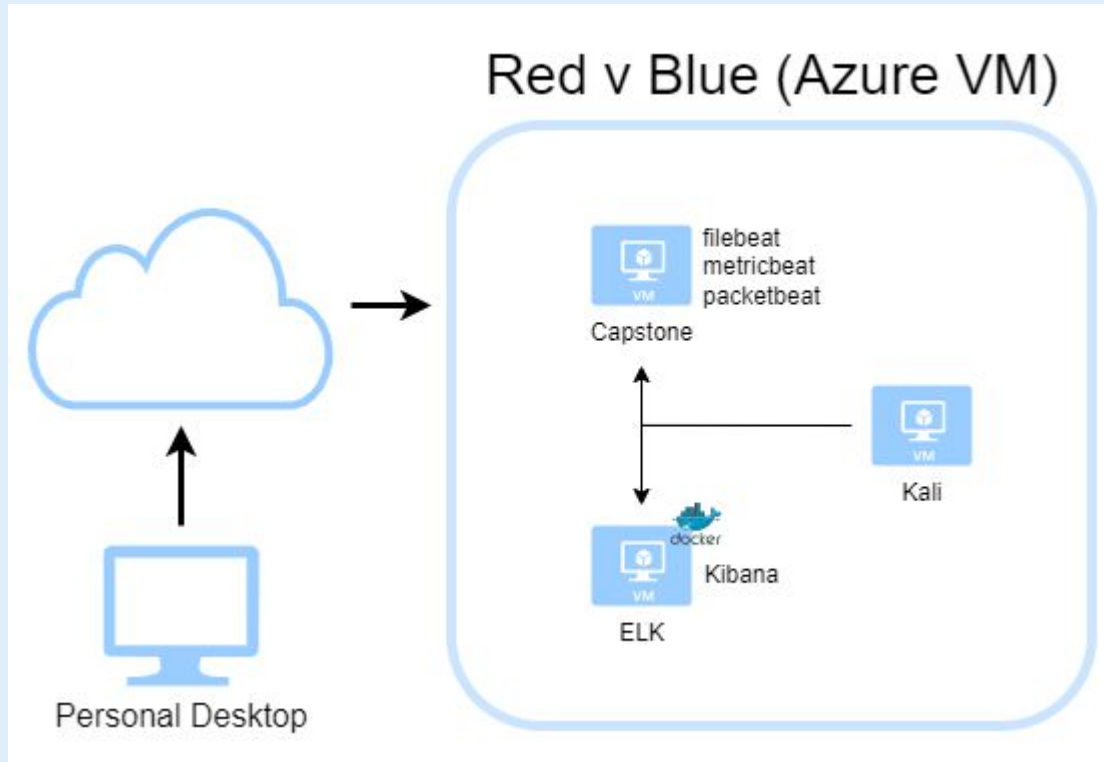 Red v Blue (Azure VM)
filebeat
metricbeat
packetbeat
VM
Capstone
VM
Kali
docker
Kibana
VM
ELK
Personal Desktop